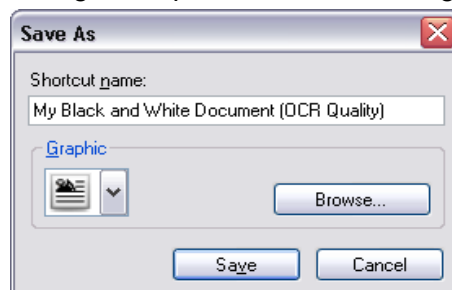 Save As
Shortcut name:
My Black and White Document (OCR Quality)
Graphic
Browse...
Save
Cancel